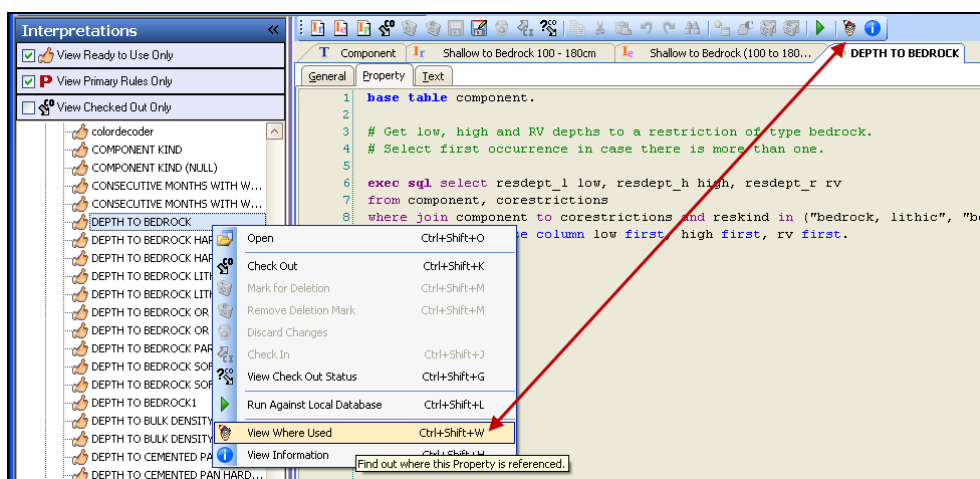 Interpretations «
View Ready to Use Only
P View Primary Rules Only
View Checked Out Only
colordecoder
COMPONENT KIND
COMPONENT KIND (NULL)
CONSECUTIVE MONTHS WITH W...
CONSECUTIVE MONTHS WITH W...
DEPTH TO BEDROCK
DEPTH TO BEDROCK HAR
DEPTH TO BEDROCK HAR
DEPTH TO BEDROCK LIT
DEPTH TO BEDROCK LIT
DEPTH TO BEDROCK OR
DEPTH TO BEDROCK OR
DEPTH TO BEDROCK PAR
DEPTH TO BEDROCK SOF
DEPTH TO BEDROCK SOF
DEPTH TO BEDROCK1
DEPTH TO BULK DENSITY
DEPTH TO BULK DENSITY
DEPTH TO CEMENTED PA
DEPTH TO CEMENTED PAN HARD...
T Component Ir Shallow to Bedrock 100 - 180cm Ie Shallow to Bedrock (100 to 180... DEPTH TO BEDROCK
General Property Text
1 base table component.
2
3 # Get low, high and RV depths to a restriction of type bedrock.
4 # Select first occurrence in case there is more than one.
5
6 exec sql select resdept_l low, resdept_h high, resdept_r rv
7 from component, corestrictions
8 where join component to corestrictions and reskind in ("bedrock, lithic", "be
se column low first, high first, rv first.
Open Ctrl+Shift+O
Check Out Ctrl+Shift+K
Mark for Deletion Ctrl+Shift+M
Remove Deletion Mark Ctrl+Shift+M
Discard Changes
Check In Ctrl+Shift+J
View Check Out Status Ctrl+Shift+G
Run Against Local Database Ctrl+Shift+L
View Where Used Ctrl+Shift+W
View Information Ctrl+Shift+H
Find out where this Property is referenced.